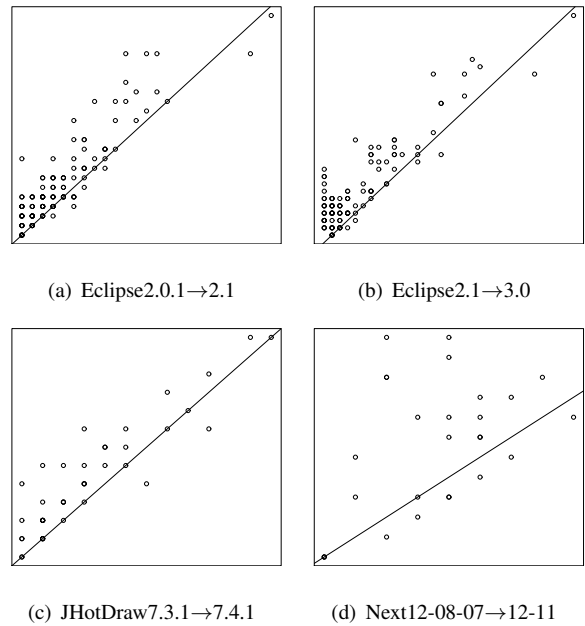 (a) Eclipse2.0.1→2.1
(b) Eclipse2.1→3.0
(c) JHotDraw7.3.1→7.4.1
(d) Next12-08-07→12-11